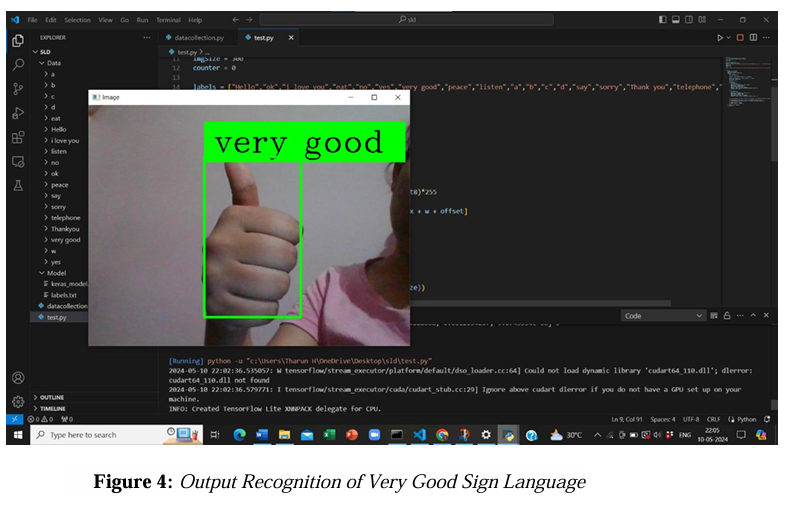 File Edit Selection View Go Run Terminal Help
sld
EXPLORER
SLD
Data
a
b
c
d
eat
Hello
i love you
listen
no
ok
peace
say
sorry
telephone
Thankyou
very good
w
yes
Model
keras_model
labels.txt
datacollection
test.py
OUTLINE
TIMELINE
datacollection.py
test.py
test.py > ...
11 imgSize = 300
12 counter = 0
13
14 labels = ["Hello","ok","i love you","eat","no","yes","very good","peace","listen","a","b","c","d","say","sorry","Thank you","telephone","
t8)*255
x + w + offset]
ze))
Image
very good
Code
[Running] python -u "c:\Users\Tharun H\OneDrive\Desktop\sld\test.py"
2024-05-10 22:02:36.535057: W tensorflow/stream_executor/platform/default/dso_loader.cc:64] Could not load dynamic library 'cudart64_110.dll'; dlerror:
cudart64_110.dll not found
2024-05-10 22:02:36.579771: I tensorflow/stream_executor/cuda/cudart_stub.cc:29] Ignore above cudart dlerror if you do not have a GPU set up on your
machine.
INFO: Created TensorFlow Lite XNNPACK delegate for CPU.
0 0 0
Ln 9, Col 91 Spaces: 4 UTF-8 CRLF Python
Type here to search
30°C
ENG
22:05
10-05-2024
Figure 4: Output Recognition of Very Good Sign Language